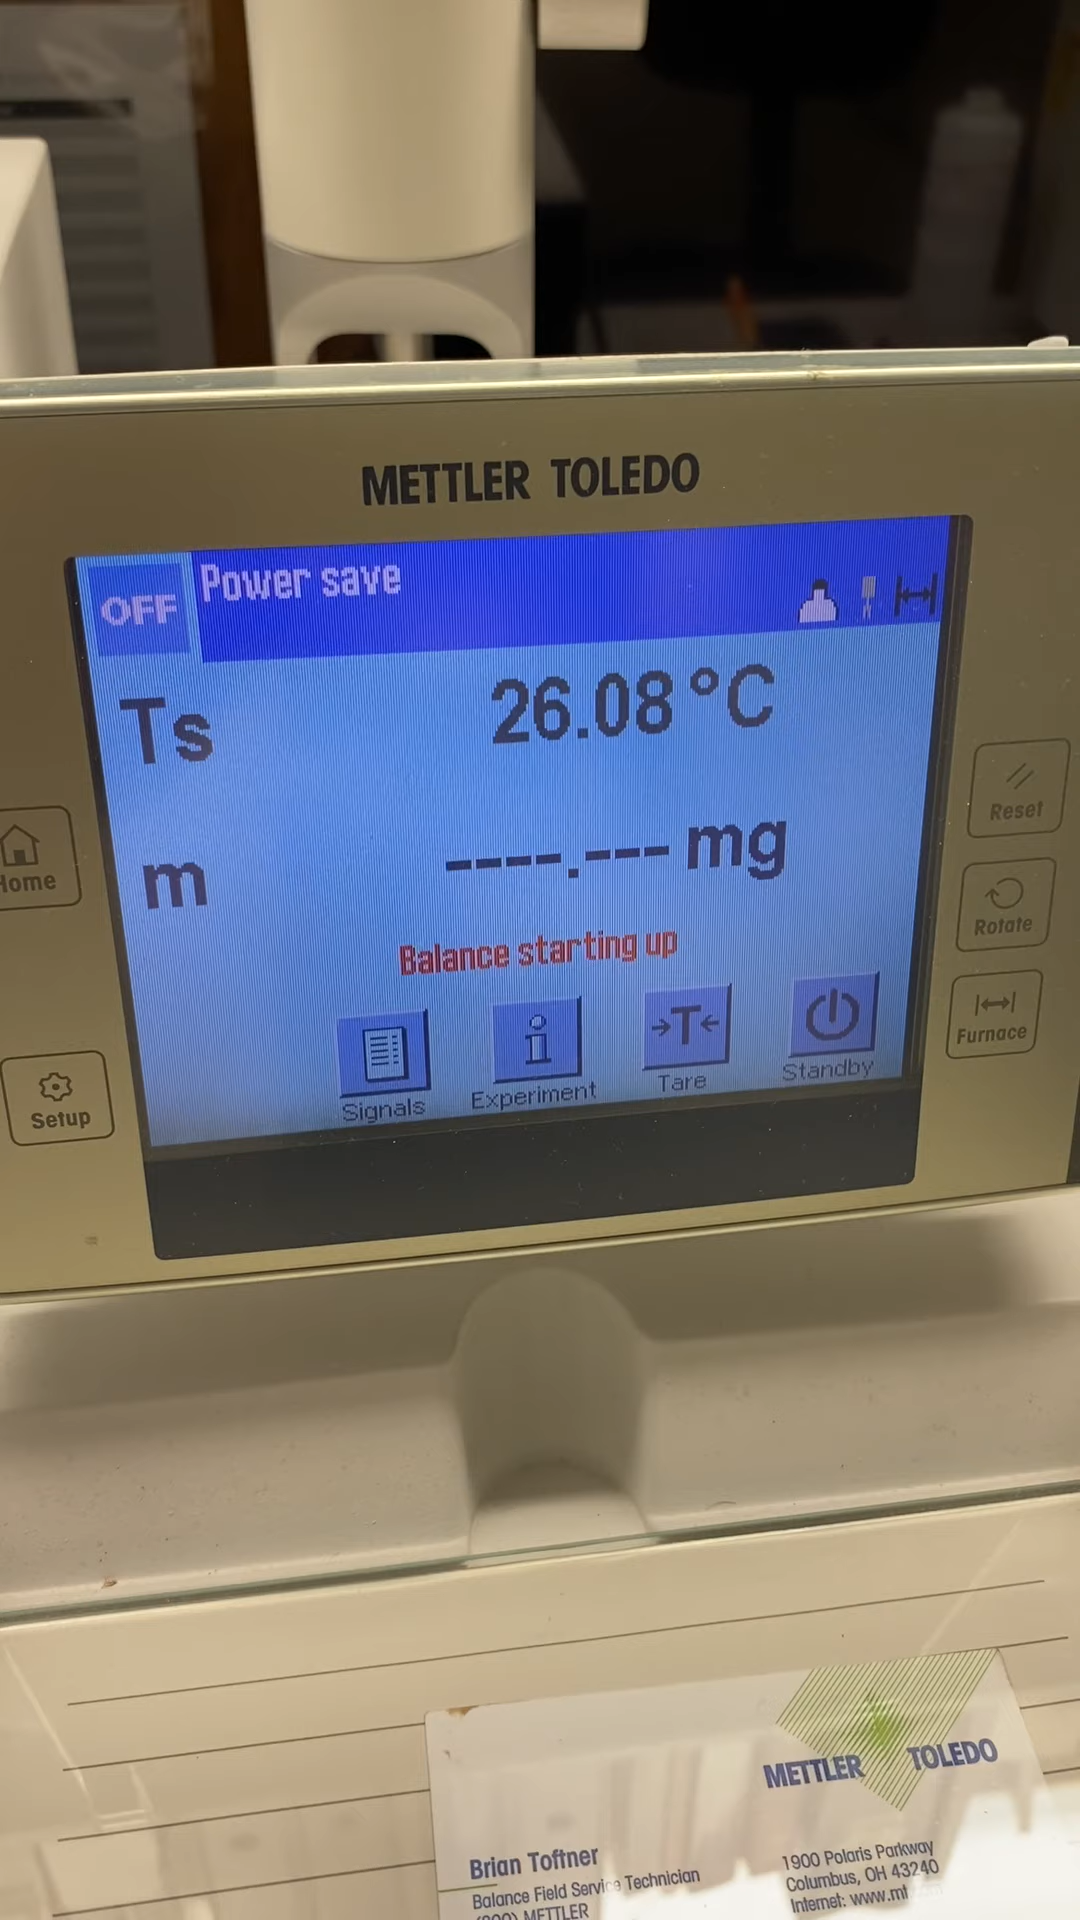 METTLER TOLEDO
OFF
Power save
Ts 26.08 °C
m ----.--- mg
Balance starting up
Signals
Experiment
Tare
Standby
Home
Setup
Reset
Rotate
Furnace
METTLER TOLEDO
Brian Toftner
Balance Field Service Technician
(800) METTLER
1900 Polaris Parkway
Columbus, OH 43240
Internet: www.mt